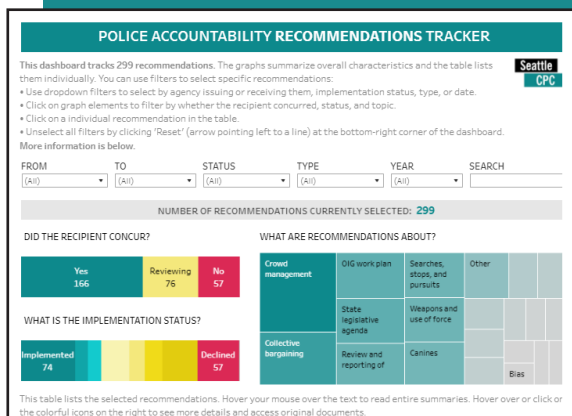 POLICE ACCOUNTABILITY RECOMMENDATIONS TRACKER
This dashboard tracks 299 recommendations. The graphs summarize overall characteristics and the table lists
them individually. You can use filters to select specific recommendations:
• Use dropdown filters to select by agency issuing or receiving them, implementation status, type, or date.
• Click on graph elements to filter by whether the recipient concurred, status, and topic.
• Click on a individual recommendation in the table.
• Unselect all filters by clicking 'Reset' (arrow pointing left to a line) at the bottom-right corner of the dashboard.
More information is below.
Seattle
CPC
FROM TO STATUS TYPE YEAR SEARCH
(All) (All) (All) (All) (All)
NUMBER OF RECOMMENDATIONS CURRENTLY SELECTED: 299
DID THE RECIPIENT CONCUR?
Yes
166
Reviewing
76
No
57
WHAT IS THE IMPLEMENTATION STATUS?
Implemented
74
Declined
57
WHAT ARE RECOMMENDATIONS ABOUT?
Crowd
management
Collective
bargaining
OIG work plan
State
legislative
agenda
Review and
reporting of
Searches,
stops, and
pursuits
Weapons and
use of force
Canines
Other
Bias
This table lists the selected recommendations. Hover your mouse over the text to read entire summaries. Hover over or click on
the colorful icons on the right to see more details and access original documents.